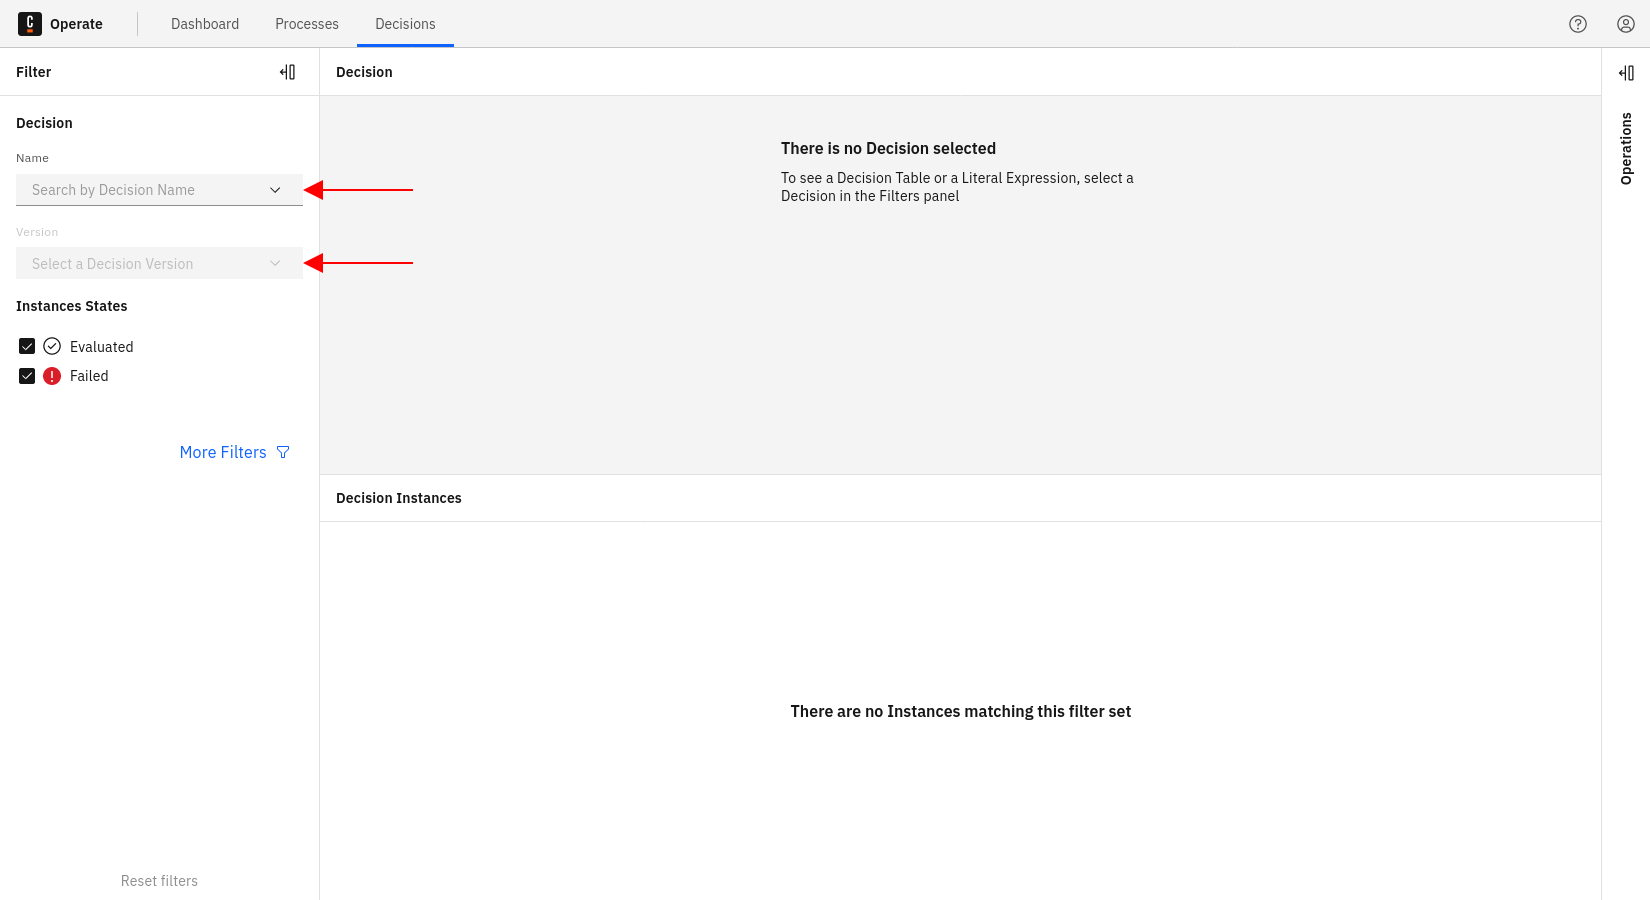 Operate
Dashboard
Processes
Decisions
Filter
Decision
Name
Search by Decision Name
Version
Select a Decision Version
Instances States
Evaluated
Failed
More Filters
Reset filters
Decision
There is no Decision selected
To see a Decision Table or a Literal Expression, select a
Decision in the Filters panel
Decision Instances
There are no Instances matching this filter set
Operations